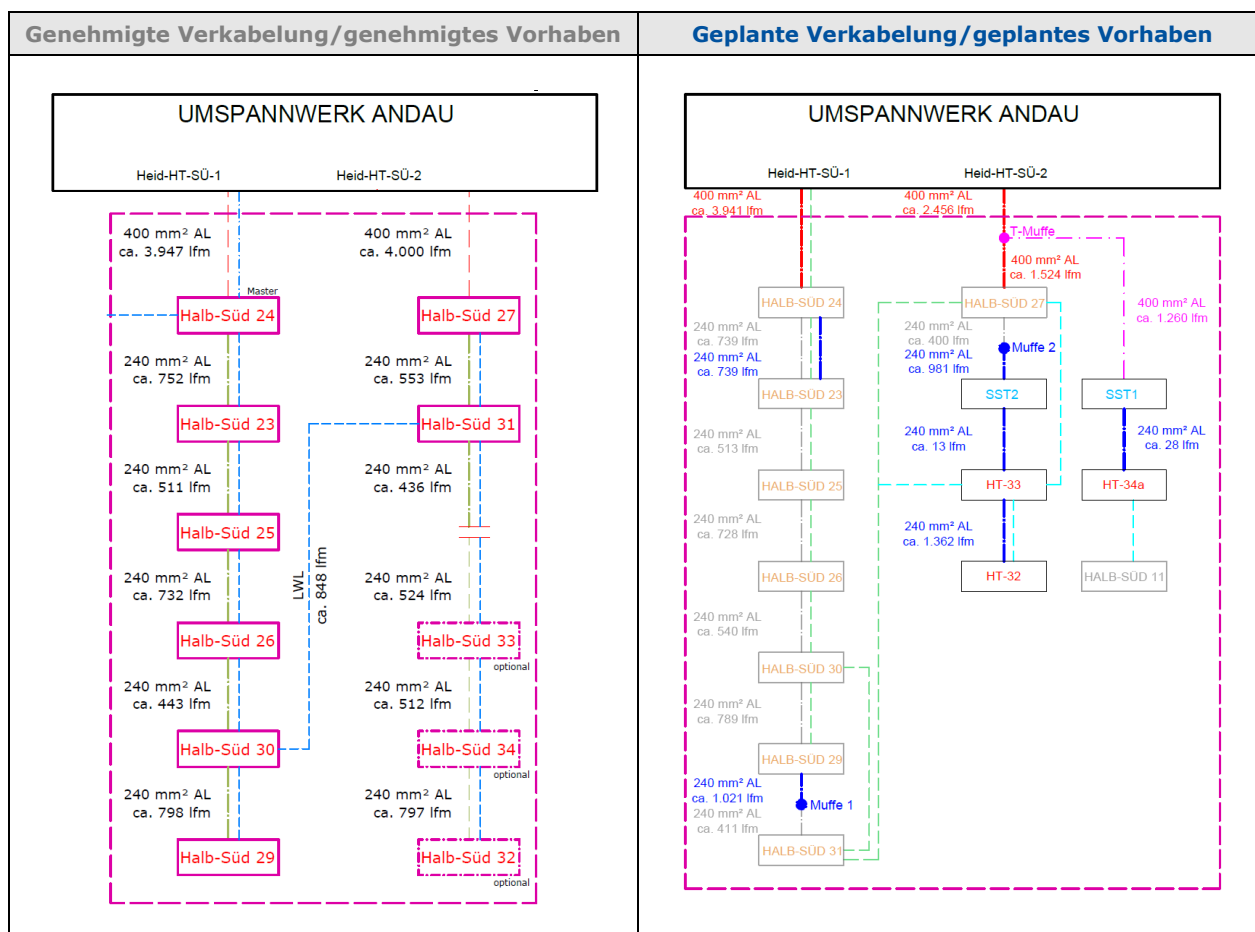 Genehmigte Verkabelung/genehmigtes Vorhaben
UMSPANNWERK ANDAU
Heid-HT-SÜ-1
Heid-HT-SÜ-2
400 mm² AL
ca. 3.947 lfm
400 mm² AL
ca. 4.000 lfm
Master
Halb-Süd 24
Halb-Süd 27
240 mm² AL
ca. 752 lfm
240 mm² AL
ca. 553 lfm
Halb-Süd 23
Halb-Süd 31
240 mm² AL
ca. 511 lfm
240 mm² AL
ca. 436 lfm
Halb-Süd 25
LWL
ca. 848 lfm
240 mm² AL
ca. 732 lfm
240 mm² AL
ca. 524 lfm
Halb-Süd 26
Halb-Süd 33
optional
240 mm² AL
ca. 443 lfm
240 mm² AL
ca. 512 lfm
Halb-Süd 30
Halb-Süd 34
optional
240 mm² AL
ca. 798 lfm
240 mm² AL
ca. 797 lfm
Halb-Süd 29
Halb-Süd 32
optional
Geplante Verkabelung/geplantes Vorhaben
UMSPANNWERK ANDAU
Heid-HT-SÜ-1
Heid-HT-SÜ-2
400 mm² AL
ca. 3.941 lfm
400 mm² AL
ca. 2.456 lfm
T-Muffe
400 mm² AL
ca. 1.524 lfm
HALB-SÜD 24
HALB-SÜD 27
400 mm² AL
ca. 1.260 lfm
240 mm² AL
ca. 739 lfm
240 mm² AL
ca. 739 lfm
240 mm² AL
ca. 400 lfm
Muffe 2
240 mm² AL
ca. 981 lfm
HALB-SÜD 23
SST2
SST1
240 mm² AL
ca. 513 lfm
240 mm² AL
ca. 13 lfm
240 mm² AL
ca. 28 lfm
HALB-SÜD 25
HT-33
HT-34a
240 mm² AL
ca. 728 lfm
240 mm² AL
ca. 1.362 lfm
HALB-SÜD 26
HT-32
HALB-SÜD 11
240 mm² AL
ca. 540 lfm
HALB-SÜD 30
240 mm² AL
ca. 789 lfm
HALB-SÜD 29
240 mm² AL
ca. 1.021 lfm
Muffe 1
240 mm² AL
ca. 411 lfm
HALB-SÜD 31